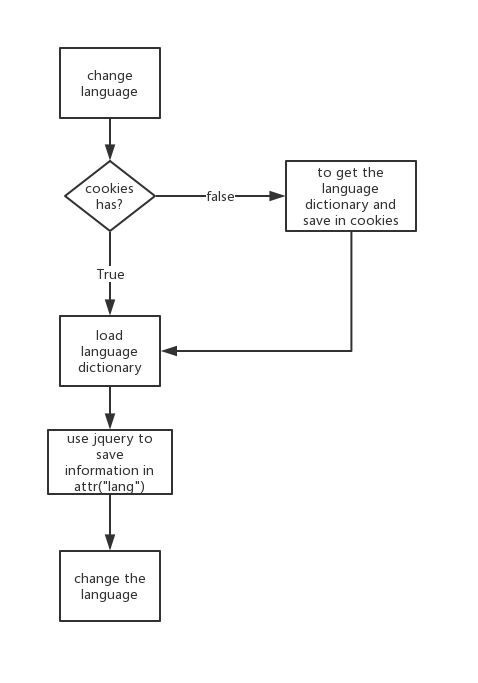 change
language
cookies
has?
false
to get the
language
dictionary and
save in cookies
True
load
language
dictionary
use jquery to
save
information in
attr("lang")
change the
language